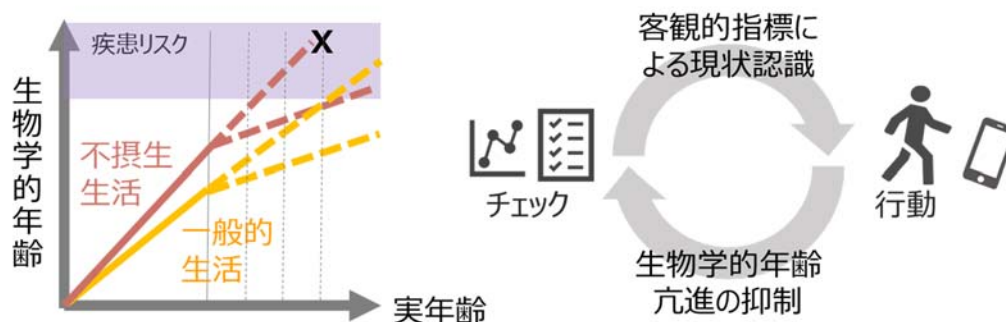 疾患リスク
X
生物学的年齢
不摂生
生活
一般的
生活
実年齢
客観的指標に
よる現状認識
チェック
行動
生物学的年齢
亢進の抑制